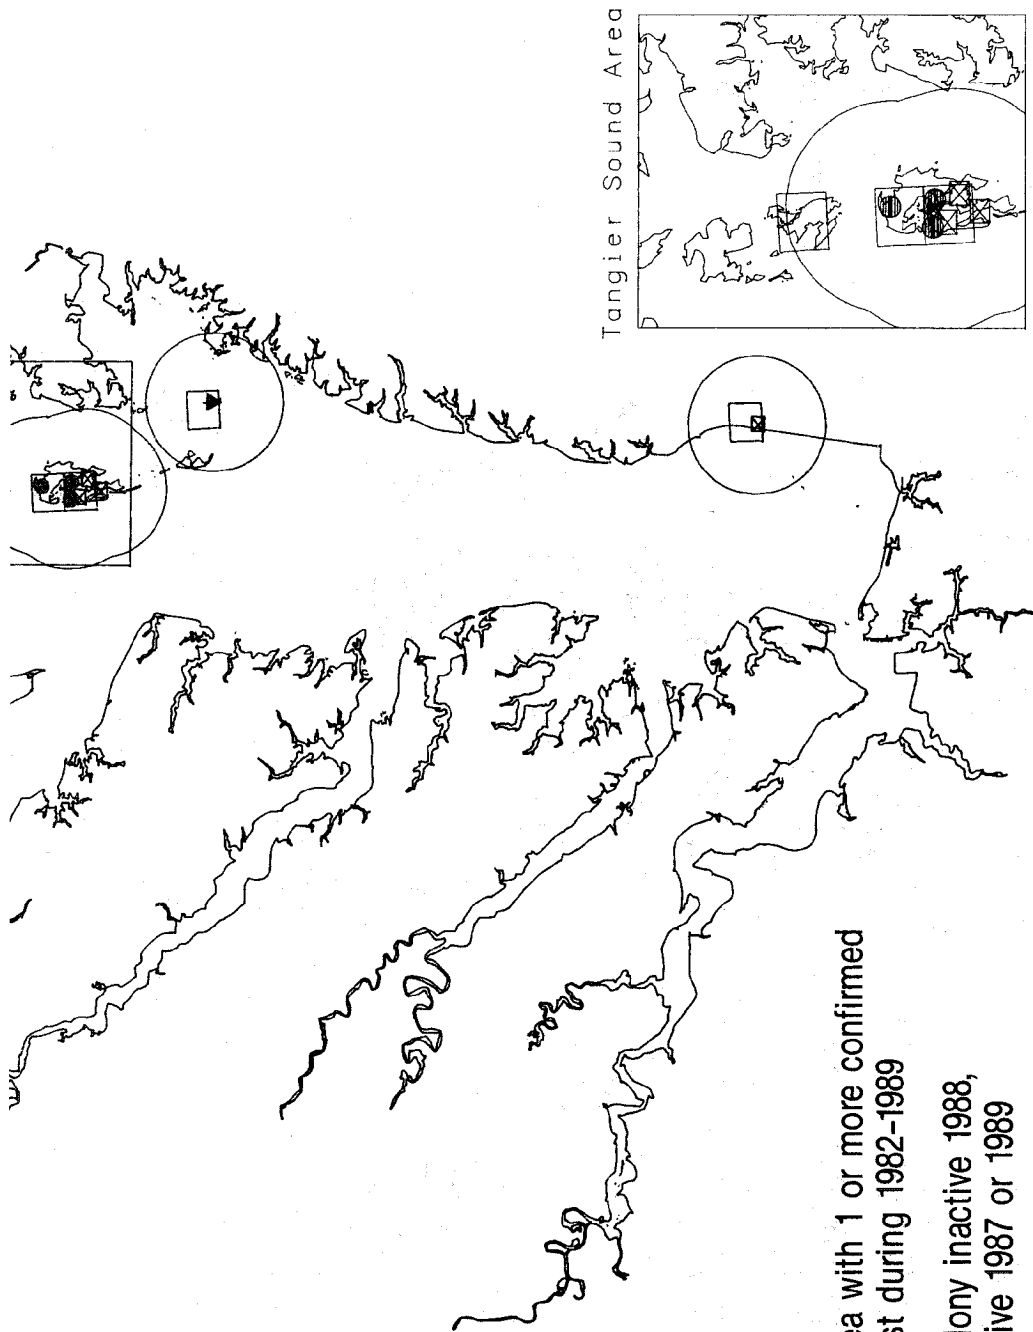 Tangier Sound Area
ea with 1 or more confirmed
st during 1982-1989
lony inactive 1988,
ive 1987 or 1989